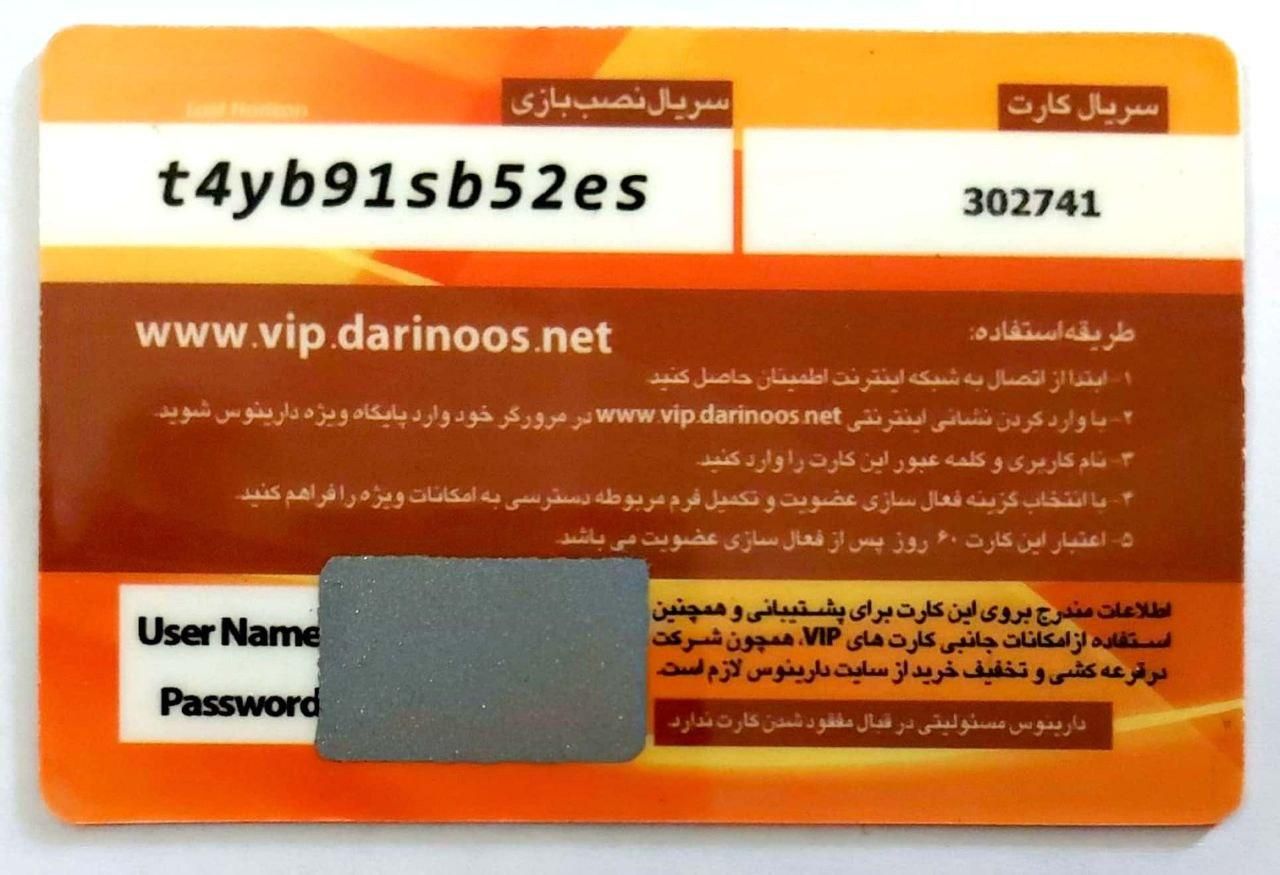 سریال کارت
سریال نصب بازی
Lost Horizon
302741
t4yb91sb52es
www.vip.darinoos.net
طریقه استفاده:
۱- ابتدا از اتصال به شبکه اینترنت اطمینان حاصل کنید.
۲- با وارد کردن نشانی اینترنتی www.vip.darinoos.net در مرورگر خود وارد پایگاه ویژه دارینوس شوید.
۳- نام کاربری و کلمه عبور این کارت را وارد کنید.
۴- با انتخاب گزینه فعال سازی عضویت و تکمیل فرم مربوطه دسترسی به امکانات ویژه را فراهم کنید.
۵- اعتبار این کارت ۶۰ روز پس از فعال سازی عضویت می باشد.
User Name
Password
اطلاعات مندرج بروی این کارت برای پشتیبانی و همچنین
استفاده از امکانات جانبی کارت های VIP، همچون شرکت
درقرعه کشی و تخفیف خرید از سایت دارینوس لازم است.
دارینوس مسئولیتی در قبال مفقود شدن کارت ندارد.